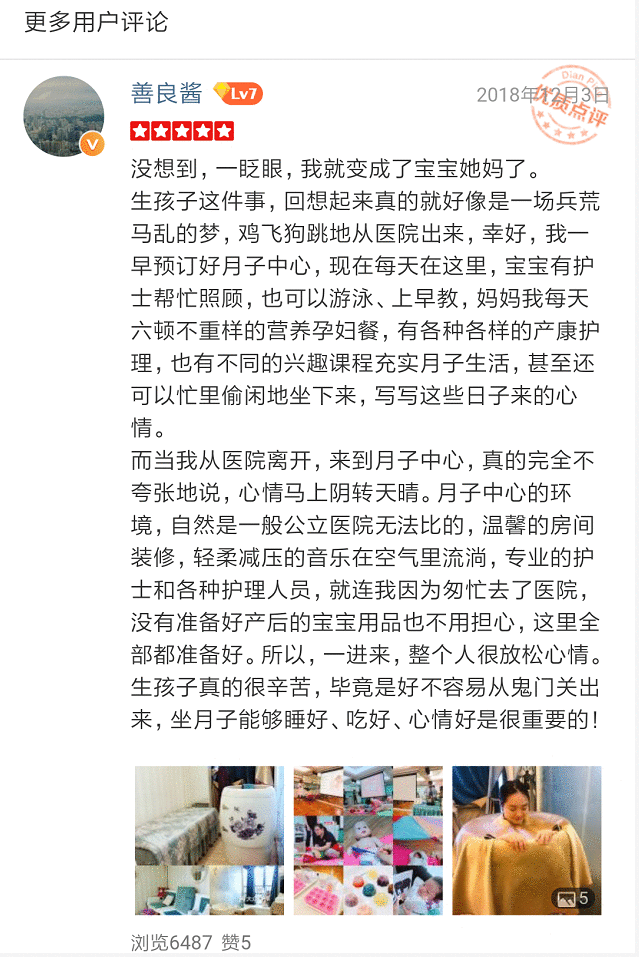 更多用户评论
善良酱 Lv7 2018年12月3日
Dian Pi
优质点评
没想到，一眨眼，我就变成了宝宝她妈了。
生孩子这件事，回想起来真的就好像是一场兵荒
马乱的梦，鸡飞狗跳地从医院出来，幸好，我一
早预订好月子中心，现在每天在这里，宝宝有护
士帮忙照顾，也可以游泳、上早教，妈妈我每天
六顿不重样的营养孕妇餐，有各种各样的产康护
理，也有不同的兴趣课程充实月子生活，甚至还
可以忙里偷闲地坐下来，写写这些日子来的心
情。
而当我从医院离开，来到月子中心，真的完全不
夸张地说，心情马上阴转天晴。月子中心的环
境，自然是一般公立医院无法比的，温馨的房间
装修，轻柔减压的音乐在空气里流淌，专业的护
士和各种护理人员，就连我因为匆忙去了医院，
没有准备好产后的宝宝用品也不用担心，这里全
部都准备好。所以，一进来，整个人很放松心情。
生孩子真的很辛苦，毕竟是好不容易从鬼门关出
来，坐月子能够睡好、吃好、心情好是很重要的！
5
浏览6487 赞5